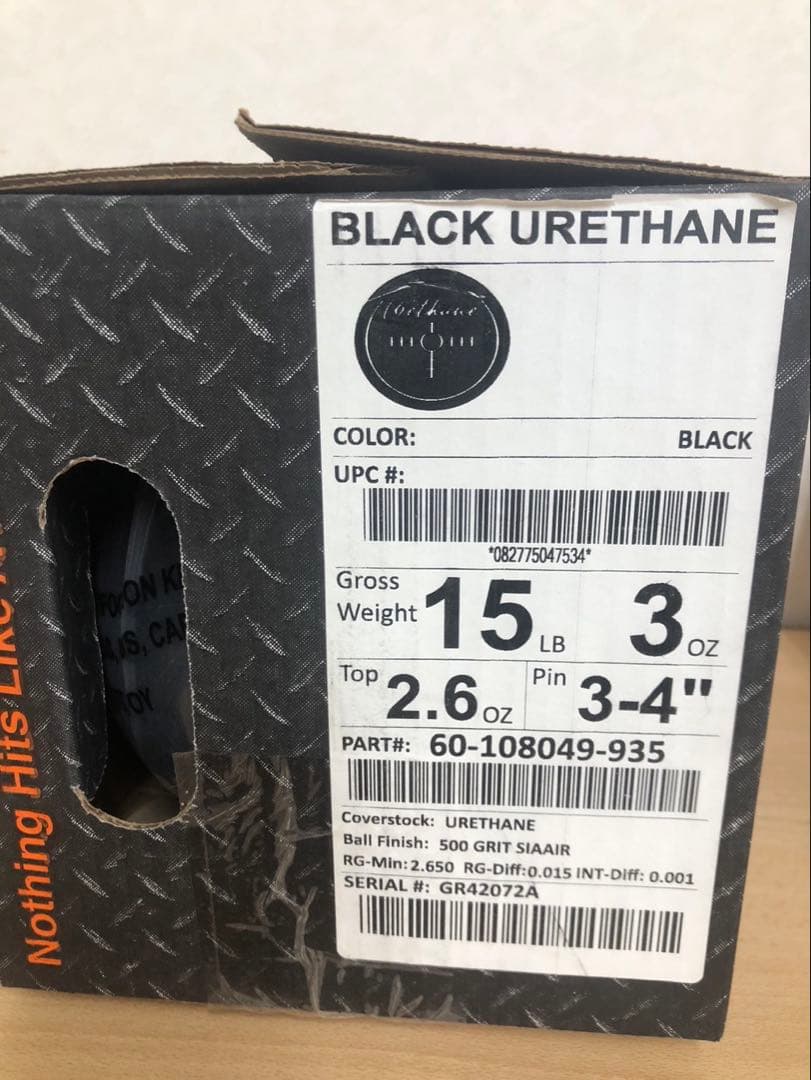 BLACK URETHANE
Urethane
COLOR: BLACK
UPC #:
*082775047534*
Gross Weight 15 LB 3 OZ
Top 2.6 OZ Pin 3-4"
PART#: 60-108049-935
Coverstock: URETHANE
Ball Finish: 500 GRIT SIAAIR
RG-Min: 2.650 RG-Diff:0.015 INT-Diff: 0.001
SERIAL #: GR42072A
Nothing Hits Like